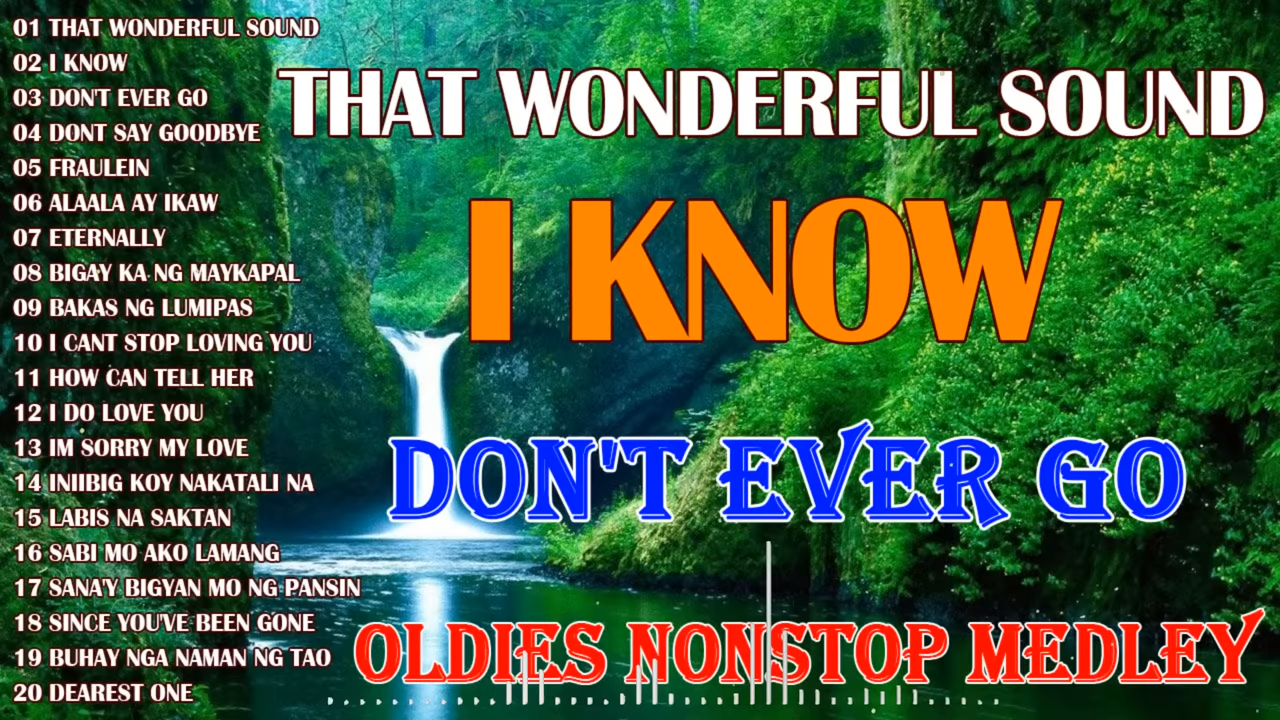 01 THAT WONDERFUL SOUND
02 I KNOW
03 DON'T EVER GO
04 DONT SAY GOODBYE
05 FRAULEIN
06 ALAALA AY IKAW
07 ETERNALLY
08 BIGAY KA NG MAYKAPAL
09 BAKAS NG LUMIPAS
10 I CANT STOP LOVING YOU
11 HOW CAN TELL HER
12 I DO LOVE YOU
13 IM SORRY MY LOVE
14 INIIBIG KOY NAKATALI NA
15 LABIS NA SAKTAN
16 SABI MO AKO LAMANG
17 SANA'Y BIGYAN MO NG PANSIN
18 SINCE YOU'VE BEEN GONE
19 BUHAY NGA NAMAN NG TAO
20 DEAREST ONE
THAT WONDERFUL SOUND
I KNOW
DON'T EVER GO
OLDIES NONSTOP MEDLEY